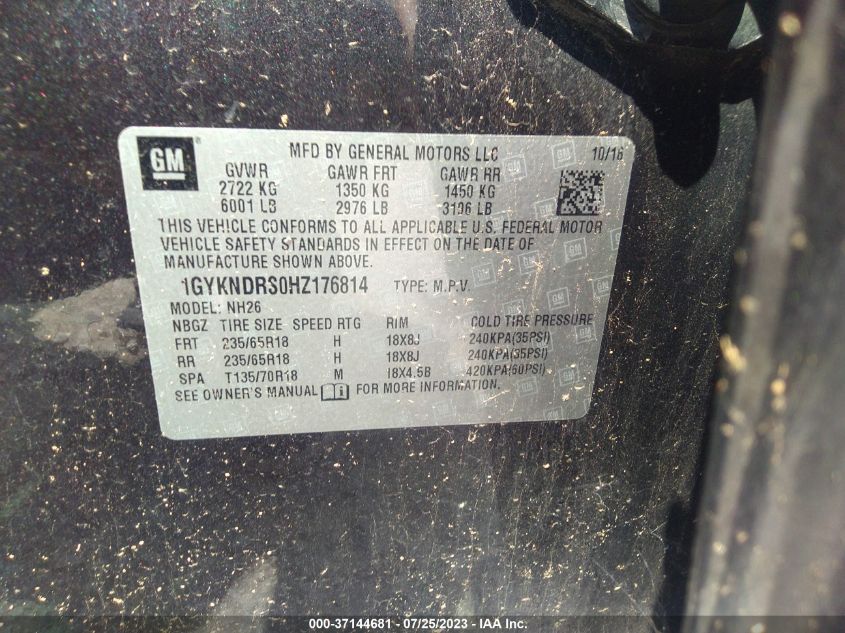 GM
MFD BY GENERAL MOTORS LLC 10/16
GVWR GAWR FRT GAWR RR
2722 KG 1350 KG 1450 KG
6001 LB 2976 LB 3196 LB
THIS VEHICLE CONFORMS TO ALL APPLICABLE U.S. FEDERAL MOTOR
VEHICLE SAFETY STANDARDS IN EFFECT ON THE DATE OF
MANUFACTURE SHOWN ABOVE.
1GYKNDRS0HZ176814 TYPE: M.P.V.
MODEL: NH26
NBGZ TIRE SIZE SPEED RTG RIM COLD TIRE PRESSURE
FRT 235/65R18 H 18X8J 240KPA(35PSI)
RR 235/65R18 H 18X8J 240KPA(35PSI)
SPA T135/70R18 M 18X4.5B 420KPA(60PSI)
SEE OWNER'S MANUAL FOR MORE INFORMATION.
000-37144681 - 07/25/2023 - IAA Inc.